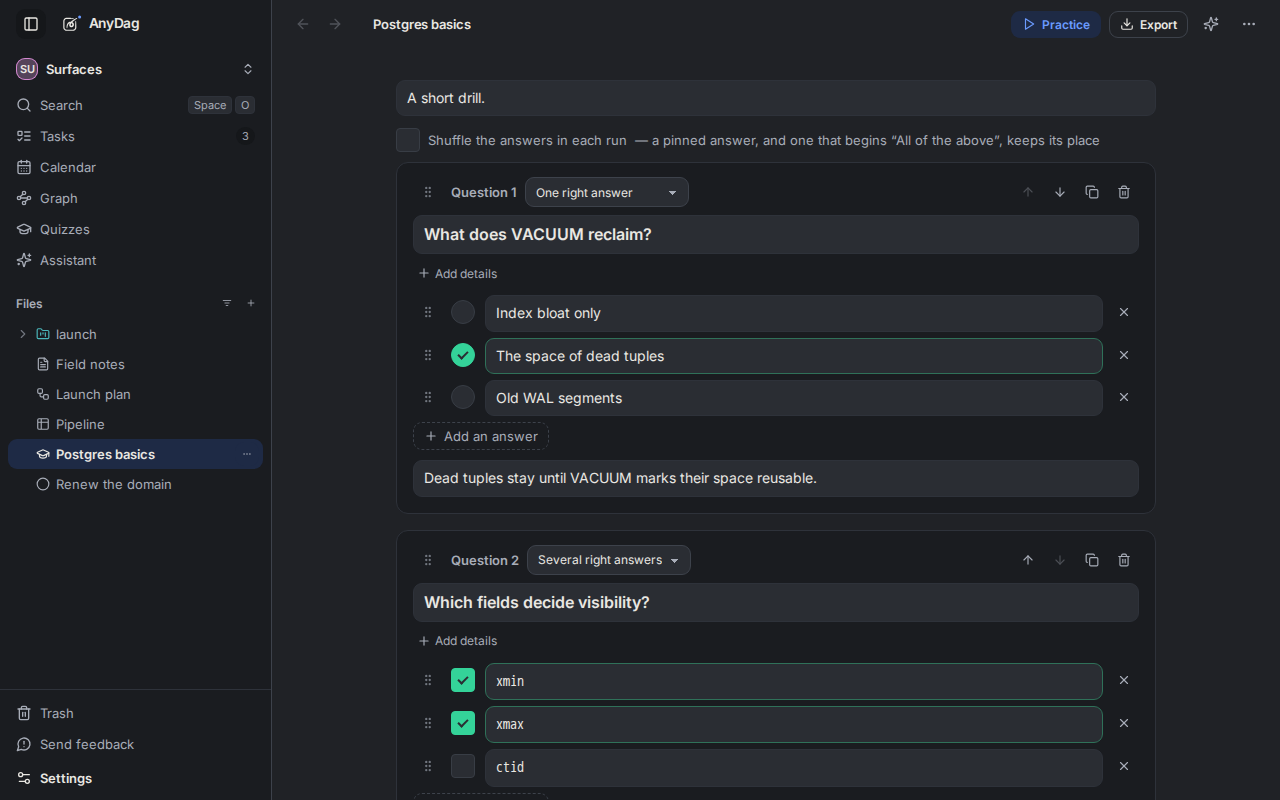 AnyDag
Postgres basics
Practice
Export
SU
Surfaces
Search
Space
O
Tasks
3
Calendar
Graph
Quizzes
Assistant
Files
launch
Field notes
Launch plan
Pipeline
Postgres basics
Renew the domain
Trash
Send feedback
Settings
A short drill.
Shuffle the answers in each run — a pinned answer, and one that begins “All of the above”, keeps its place
Question 1
One right answer
What does VACUUM reclaim?
Add details
Index bloat only
The space of dead tuples
Old WAL segments
Add an answer
Dead tuples stay until VACUUM marks their space reusable.
Question 2
Several right answers
Which fields decide visibility?
Add details
xmin
xmax
ctid